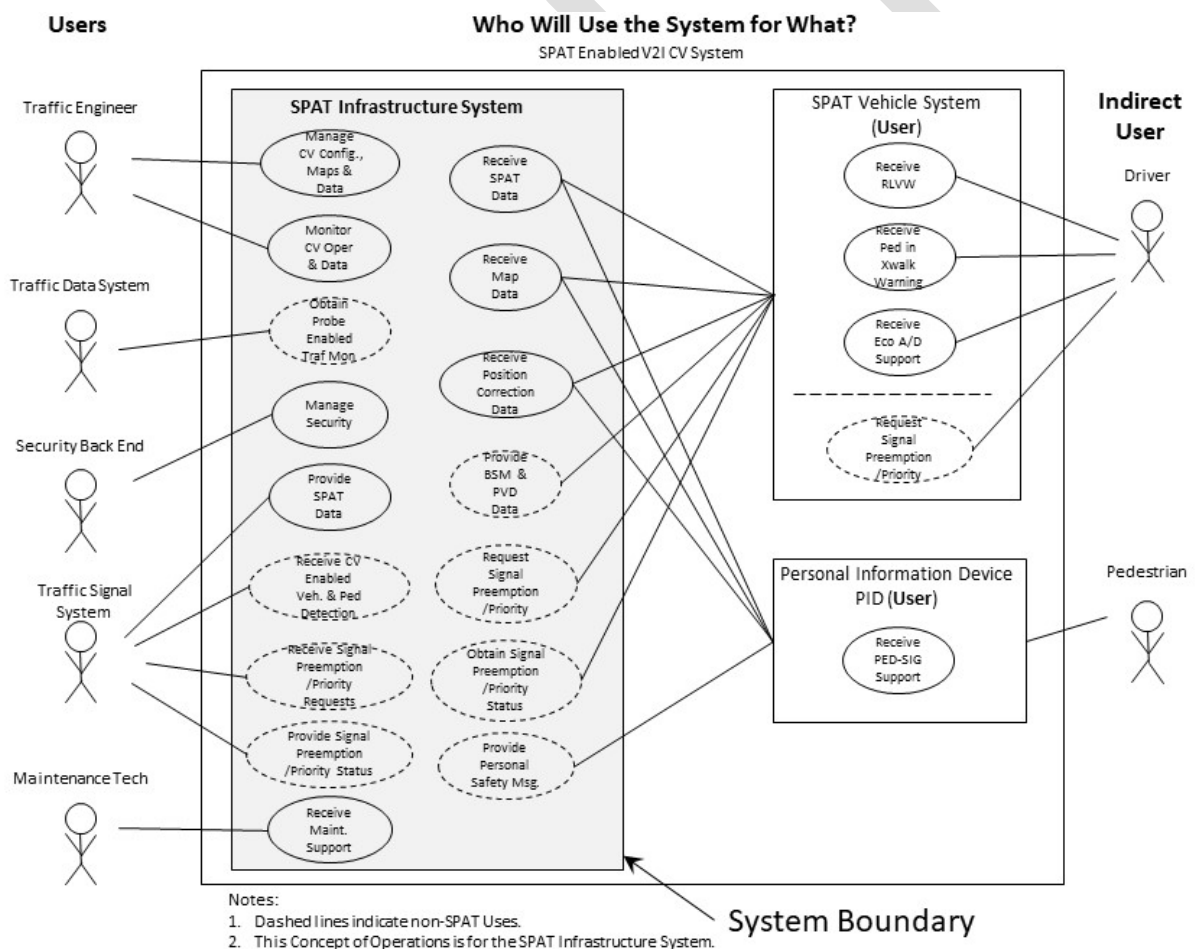 Users
Who Will Use the System for What?
SPAT Enabled V2I CV System
Traffic Engineer
Traffic Data System
Security Back End
Traffic Signal
System
Maintenance Tech
SPAT Infrastructure System
Manage
CV Config.,
Maps &
Data
Monitor
CV Oper
& Data
Obtain
Probe
Enabled
Traf Mon
Manage
Security
Provide
SPAT
Data
Receive CV
Enabled
Veh. & Ped
Detection
Receive Signal
Preemption
/Priority
Requests
Provide Signal
Preemption
/Priority Status
Receive
Maint.
Support
Receive
SPAT
Data
Receive
Map
Data
Receive
Position
Correction
Data
Provide
BSM &
PVD
Data
Request
Signal
Preemption
/Priority
Obtain Signal
Preemption
/Priority
Status
Provide
Personal
Safety Msg.
SPAT Vehicle System
(User)
Receive
RLVW
Receive
Ped in
Xwalk
Warning
Receive
Eco A/D
Support
Request
Signal
Preemption
/Priority
Personal Information Device
PID (User)
Receive
PED-SIG
Support
Indirect
User
Driver
Pedestrian
System Boundary
Notes:
1. Dashed lines indicate non-SPAT Uses.
2. This Concept of Operations is for the SPAT Infrastructure System.